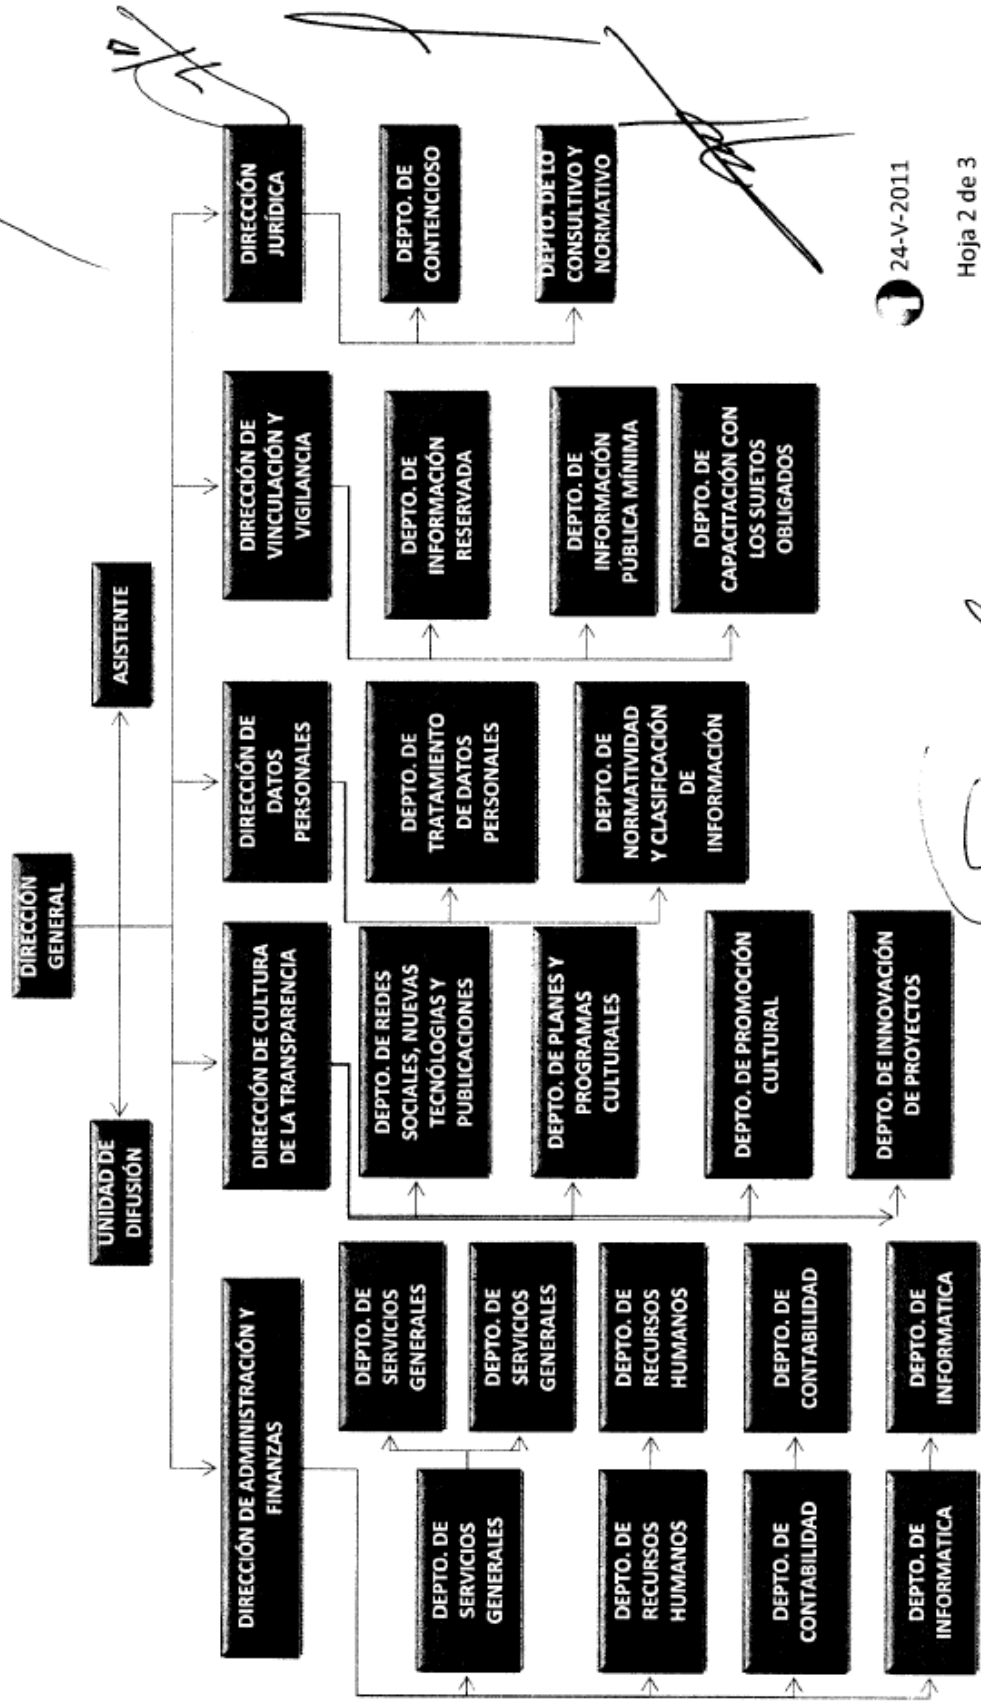 DIRECCIÓN
GENERAL
UNIDAD DE
DIFUSIÓN
ASISTENTE
DIRECCIÓN DE ADMINISTRACIÓN Y
FINANZAS
DIRECCIÓN DE CULTURA
DE LA TRANSPARENCIA
DIRECCIÓN DE
DATOS
PERSONALES
DIRECCIÓN DE
VINCULACIÓN Y
VIGILANCIA
DIRECCIÓN
JURÍDICA
DEPTO. DE
SERVICIOS
GENERALES
DEPTO. DE
SERVICIOS
GENERALES
DEPTO. DE
SERVICIOS
GENERALES
DEPTO. DE
RECURSOS
HUMANOS
DEPTO. DE
RECURSOS
HUMANOS
DEPTO. DE
CONTABILIDAD
DEPTO. DE
CONTABILIDAD
DEPTO. DE
INFORMATICA
DEPTO. DE
INFORMATICA
DEPTO. DE REDES
SOCIALES, NUEVAS
TECNÓLOGIAS Y
PUBLICACIONES
DEPTO. DE PLANES Y
PROGRAMAS
CULTURALES
DEPTO. DE PROMOCIÓN
CULTURAL
DEPTO. DE INNOVACIÓN
DE PROYECTOS
DEPTO. DE
TRATAMIENTO
DE DATOS
PERSONALES
DEPTO. DE
NORMATIVIDAD
Y CLASIFICACIÓN
DE
INFORMACIÓN
DEPTO. DE
INFORMACIÓN
RESERVADA
DEPTO. DE
INFORMACIÓN
PÚBLICA MÍNIMA
DEPTO. DE
CAPACITACIÓN CON
LOS SUJETOS
OBLIGADOS
DEPTO. DE
CONTENCIOSO
DEPTO. DE LO
CONSULTIVO Y
NORMATIVO
24-V-2011
Hoja 2 de 3